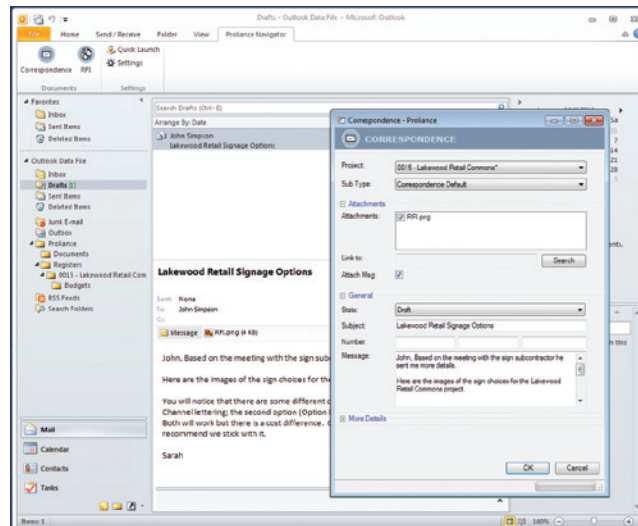 Drafts - Outlook Data File - Microsoft Outlook
File Home Send / Receive Folder View Proliance Navigator
Correspondence RFI
Quick Launch
Settings
Documents Settings
Favorites
Inbox
Sent Items
Deleted Items
Outlook Data File
Inbox
Drafts [1]
Sent Items
Deleted Items
Junk E-mail
Outbox
Proliance
Documents
Registers
0015 - Lakewood Retail Com
Budgets
RSS Feeds
Search Folders
Mail
Calendar
Contacts
Tasks
Items: 1
Search Drafts (Ctrl+E)
Arrange By: Date
John Simpson
Lakewood Retail Signage Options
Lakewood Retail Signage Options
Sent: None
To: John Simpson
Cc:
Message RFI.png (4 KB)
John, Based on the meeting with the sign sub
Here are the images of the sign choices for the
You will notice that there are some different o
Channel lettering; the second option (Option
Both will work but there is a cost difference.
recommend we stick with it.
Sarah
Correspondence - Proliance
CORRESPONDENCE
Project: 0015 - Lakewood Retail Commons*
Sub Type: Correspondence Default
Attachments
Attachments: RFI.png
Link to: Search
Attach Msg:
General
State: Draft
Subject: Lakewood Retail Signage Options
Number:
Message: John, Based on the meeting with the sign subcontractor he
sent me more details.
Here are the images of the sign choices for the Lakewood
Retail Commons project.
More Details
OK Cancel
Sa
7
14
21
28
5
n this
100%